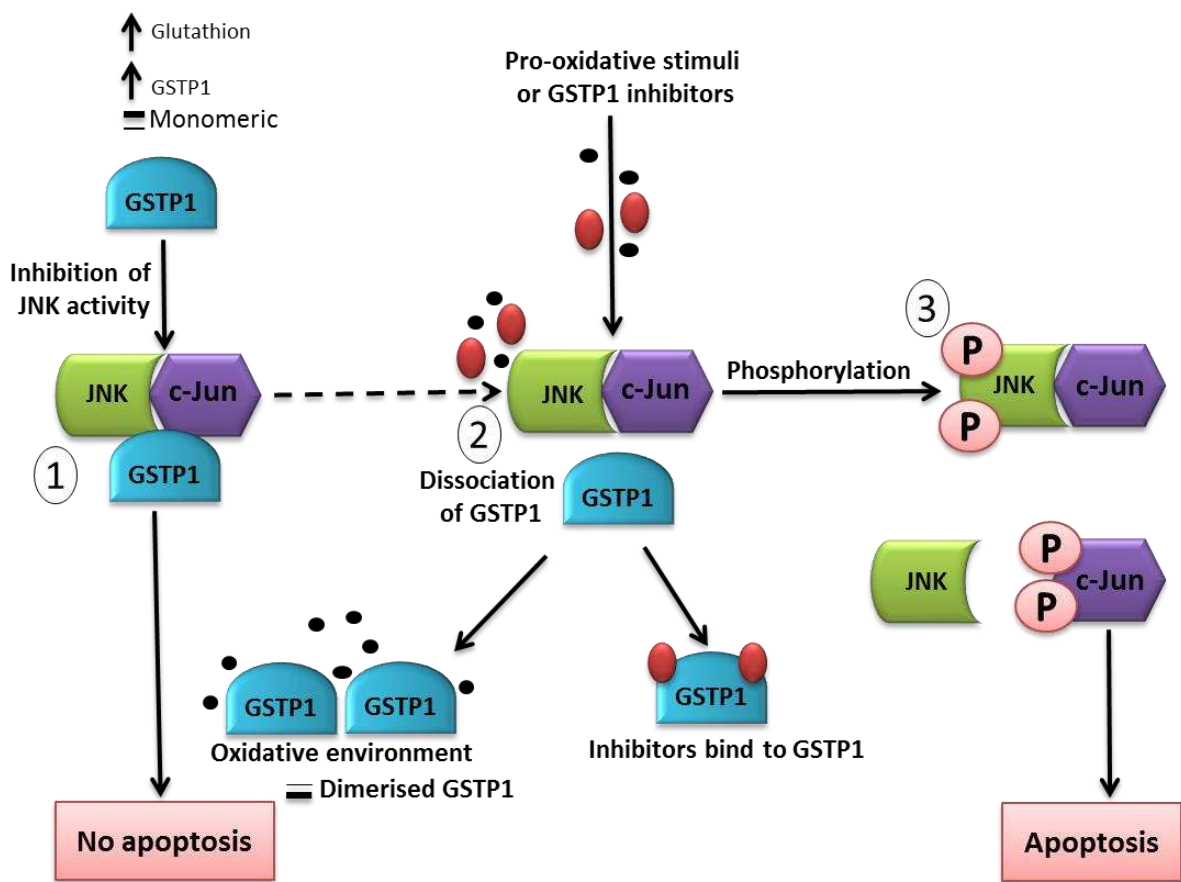 Glutathion
GSTP1
Monomeric
GSTP1
Inhibition of
JNK activity
JNK
c-Jun
GSTP1
1
No apoptosis
Pro-oxidative stimuli
or GSTP1 inhibitors
JNK
c-Jun
2
Dissociation
of GSTP1
GSTP1
GSTP1
GSTP1
Oxidative environment
Dimerised GSTP1
GSTP1
Inhibitors bind to GSTP1
Phosphorylation
3
P
JNK
c-Jun
P
JNK
P
c-Jun
P
Apoptosis